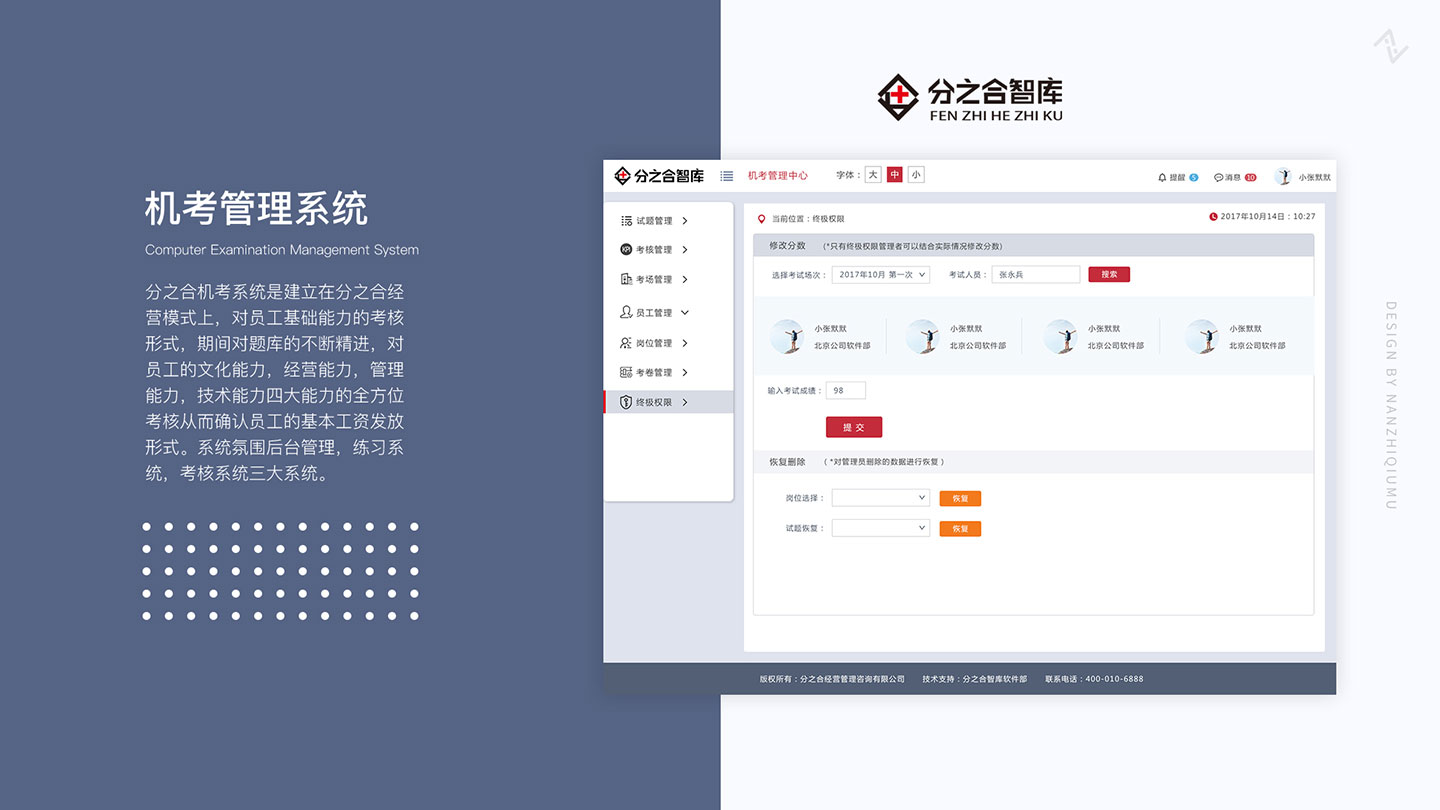 机考管理系统
Computer Examination Management System
分之合机考系统是建立在分之合经
营模式上，对员工基础能力的考核
形式，期间对题库的不断精进，对
员工的文化能力，经营能力，管理
能力，技术能力四大能力的全方位
考核从而确认员工的基本工资发放
形式。系统氛围后台管理，练习系
统，考核系统三大系统。
分之合智库
FEN ZHI HE ZHI KU
分之合智库 机考管理中心 字体： 大 中 小 提醒 5 消息 10 小张默默
试题管理
KPI 考核管理
考场管理
员工管理
岗位管理
考卷管理
终极权限
当前位置：终极权限 2017年10月14日：10:27
修改分数 (*只有终极权限管理者可以结合实际情况修改分数)
选择考试场次： 2017年10月 第一次 考试人员： 张永兵 搜索
小张默默 小张默默 小张默默 小张默默
北京公司软件部 北京公司软件部 北京公司软件部 北京公司软件部
输入考试成绩： 98
提 交
恢复删除 （ *对管理员删除的数据进行恢复 ）
岗位选择： 恢复
试题恢复： 恢复
版权所有：分之合经营管理咨询有限公司 技术支持：分之合智库软件部 联系电话：400-010-6888
DESIGN BY NANZHIQIUMU